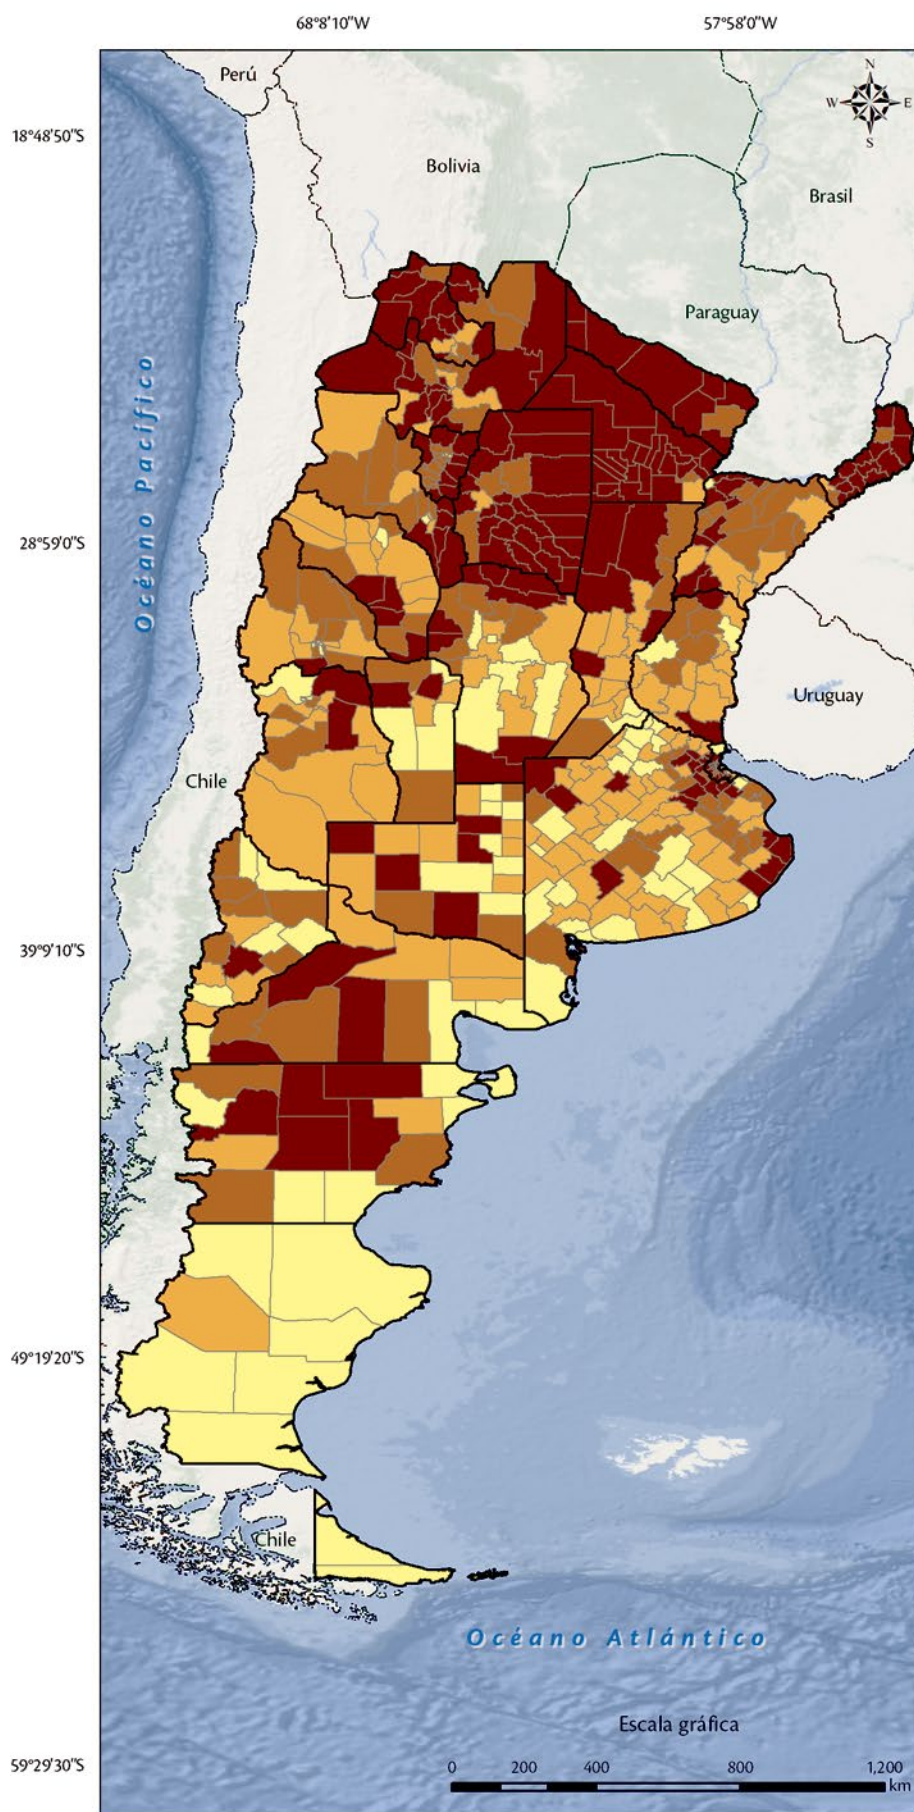 68°8'10"W
57°58'0"W
Perú
N
W
E
S
18°48'50"S
Bolivia
Brasil
Paraguay
Océano Pacífico
28°59'0"S
Uruguay
Chile
39°9'10"S
49°19'20"S
Chile
Océano Atlántico
Escala gráfica
59°29'30"S
0 200 400 800 1,200
km